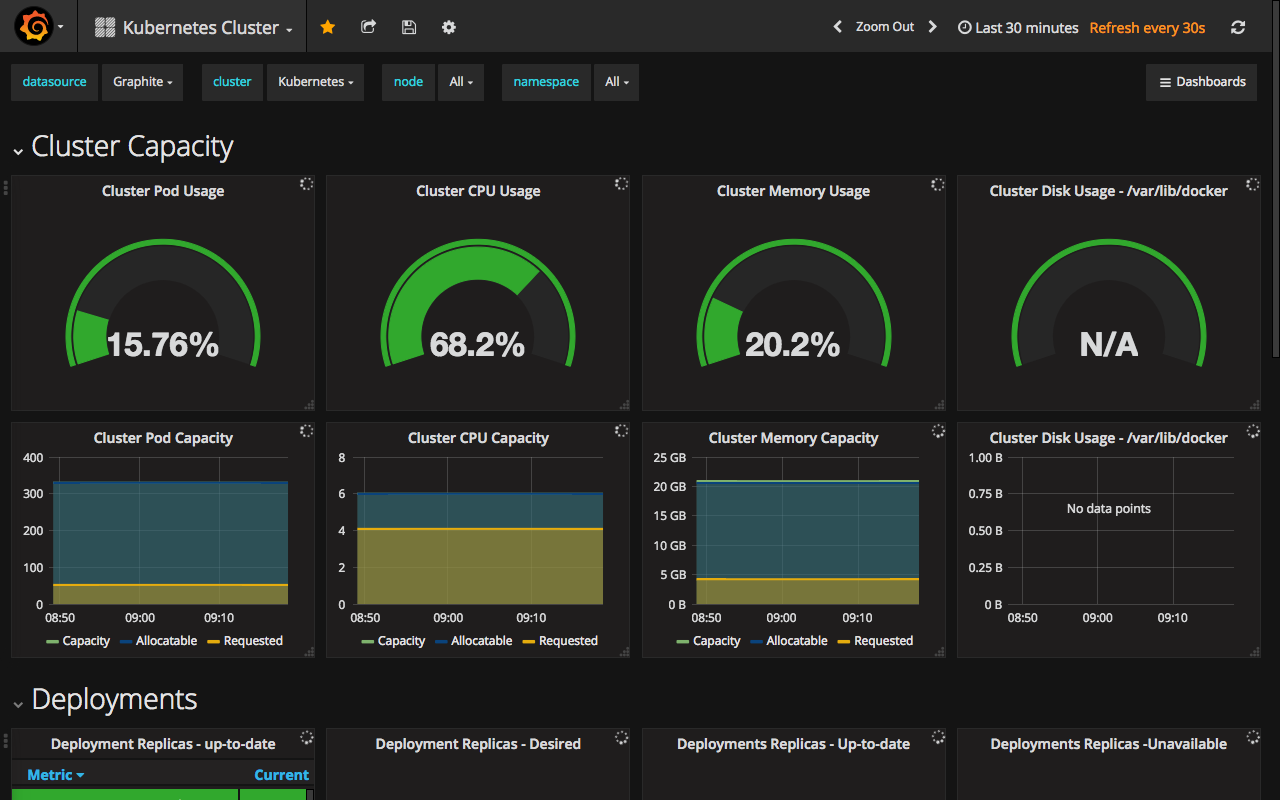 Kubernetes Cluster
Zoom Out
Last 30 minutes
Refresh every 30s
datasource
Graphite
cluster
Kubernetes
node
All
namespace
All
Dashboards
Cluster Capacity
Cluster Pod Usage
15.76%
Cluster CPU Usage
68.2%
Cluster Memory Usage
20.2%
Cluster Disk Usage - /var/lib/docker
N/A
Cluster Pod Capacity
400
300
200
100
0
08:50 09:00 09:10
Capacity Allocatable Requested
Cluster CPU Capacity
8
6
4
2
0
08:50 09:00 09:10
Capacity Allocatable Requested
Cluster Memory Capacity
25 GB
20 GB
15 GB
10 GB
5 GB
0 B
08:50 09:00 09:10
Capacity Allocatable Requested
Cluster Disk Usage - /var/lib/docker
1.00 B
0.75 B
No data points
0.50 B
0.25 B
0 B
08:50 09:00 09:10
Deployments
Deployment Replicas - up-to-date
Metric Current
Deployment Replicas - Desired
Deployments Replicas - Up-to-date
Deployments Replicas -Unavailable